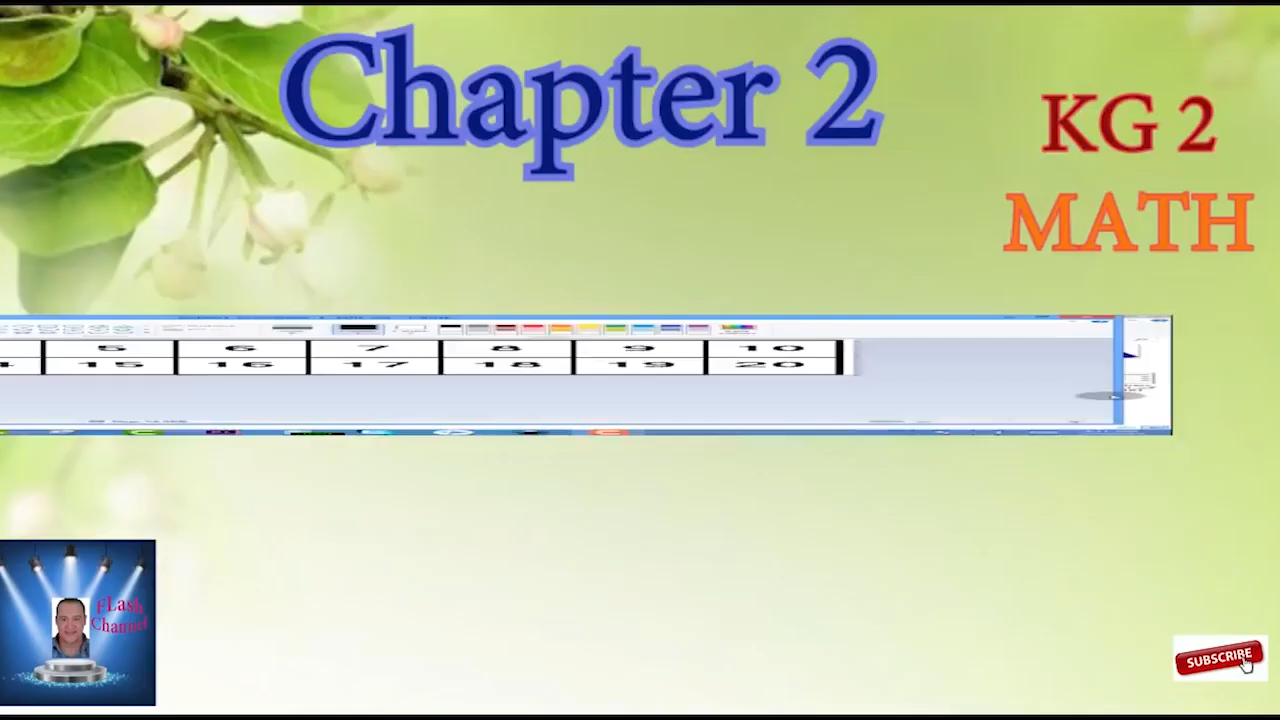 Chapter 2
KG 2
MATH
5 6 7 8 9 10
15 16 17 18 19 20
FLash
Channel
SUBSCRIBE